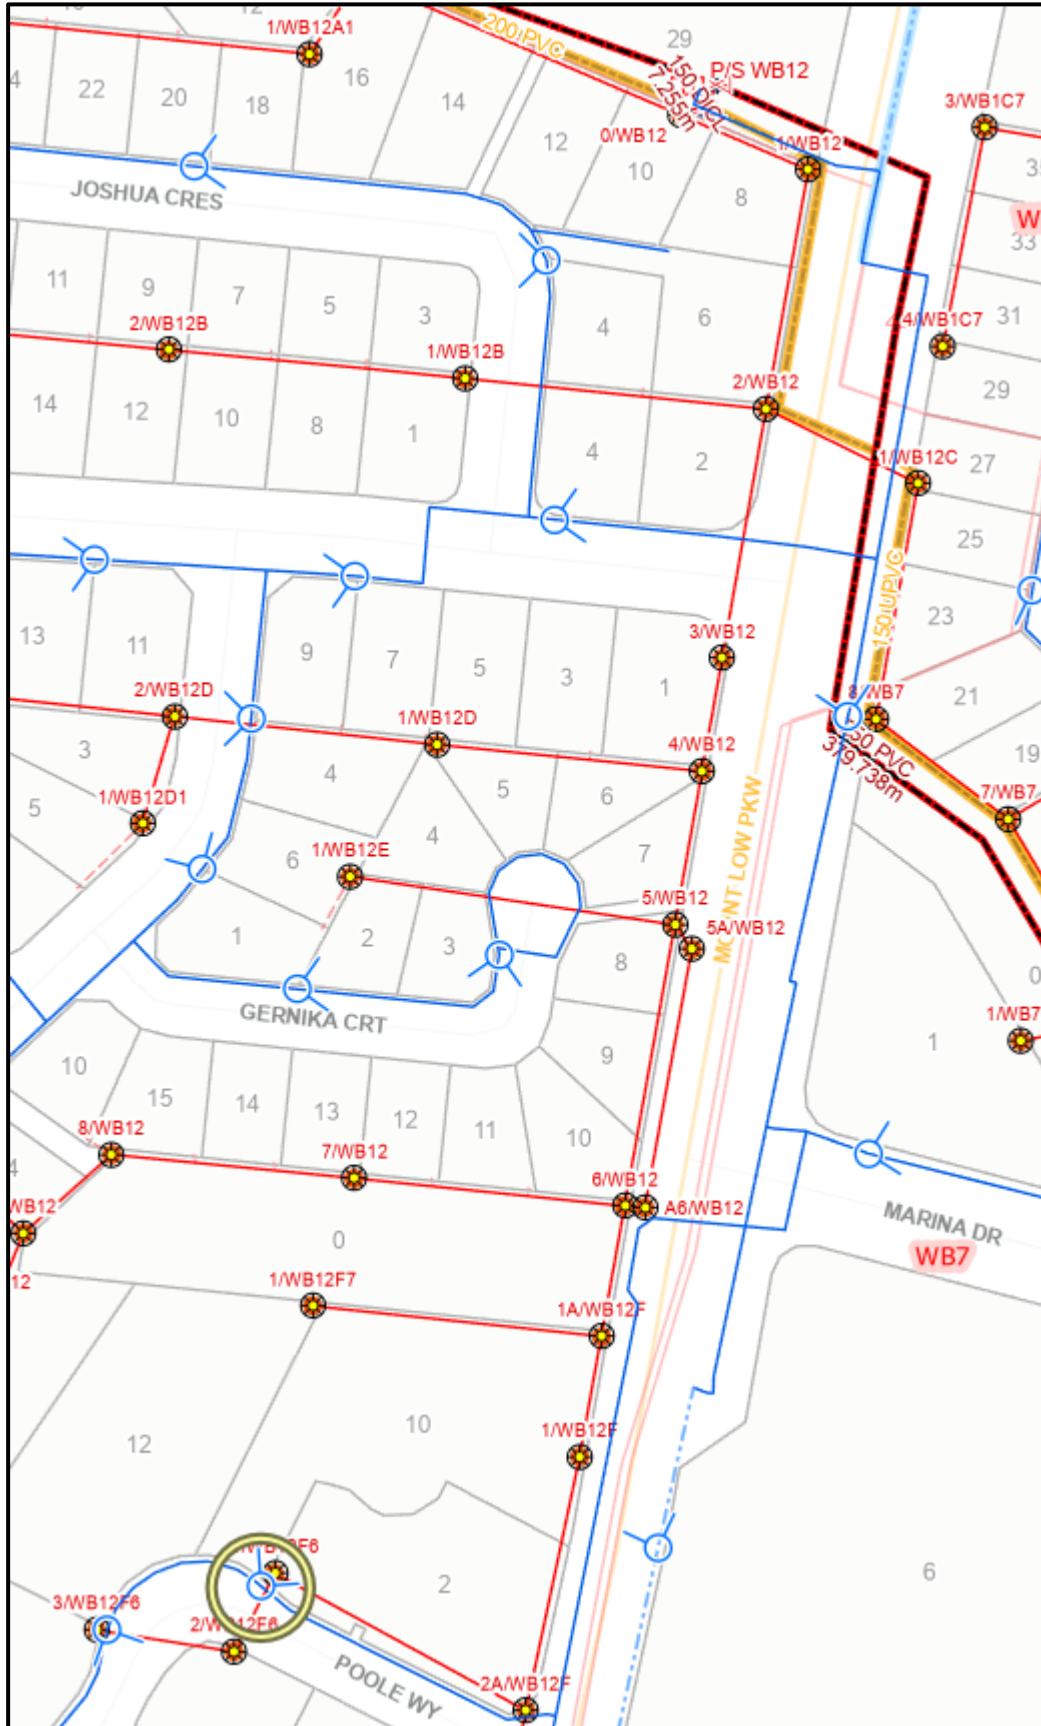 1/WB12A1
22
20
18
16
14
200 PVC
29
150 DICL
7.255m
P/S WB12
0/WB12
12
10
8
1/WB12
3/WB1C7
33
31
4/WB1C7
29
27
JOSHUA CRES
11
9
7
5
3
2/WB12B
1/WB12B
14
12
10
8
1
4
6
4
2
2/WB12
1/WB12C
25
23
150 UPVC
21
19
13
11
9
7
5
3
1
3/WB12
2/WB12D
1/WB12D
4/WB12
8/WB7
150 PVC
379.738m
7/WB7
3
5
1/WB12D1
4
5
6
4
7
6
1/WB12E
5/WB12
5A/WB12
MOUNT LOW PKW
1
2
3
8
GERNIKA CRT
9
0
1
1/WB7
10
15
14
13
12
11
10
8/WB12
7/WB12
6/WB12
A6/WB12
MARINA DR
WB7
0
1/WB12F7
1A/WB12F
12
10
1/WB12F
2
6
3/WB12F6
2/WB12F6
POOLE WY
2A/WB12F